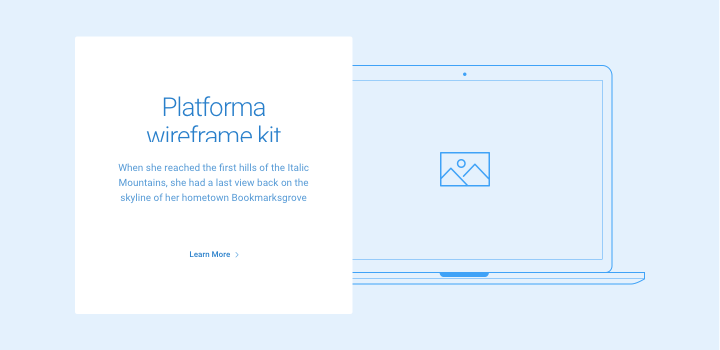 Platforma
wireframe kit
When she reached the first hills of the Italic
Mountains, she had a last view back on the
skyline of her hometown Bookmarksgrove
Learn More